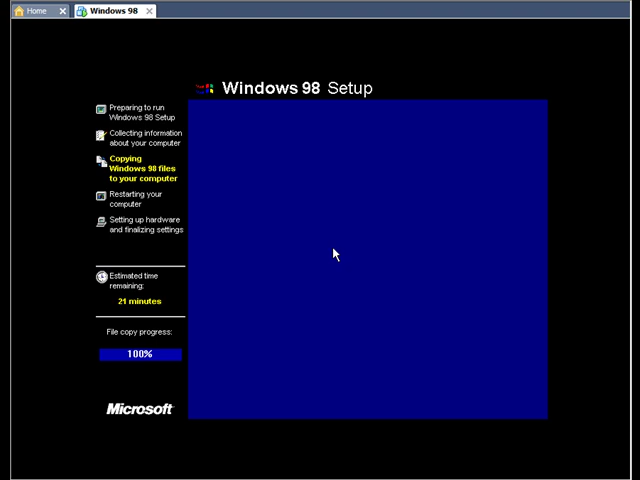 Home
Windows 98
Windows 98 Setup
Preparing to run
Windows 98 Setup
Collecting information
about your computer
Copying
Windows 98 files
to your computer
Restarting your
computer
Setting up hardware
and finalizing settings
Estimated time
remaining:
21 minutes
File copy progress:
100%
Microsoft